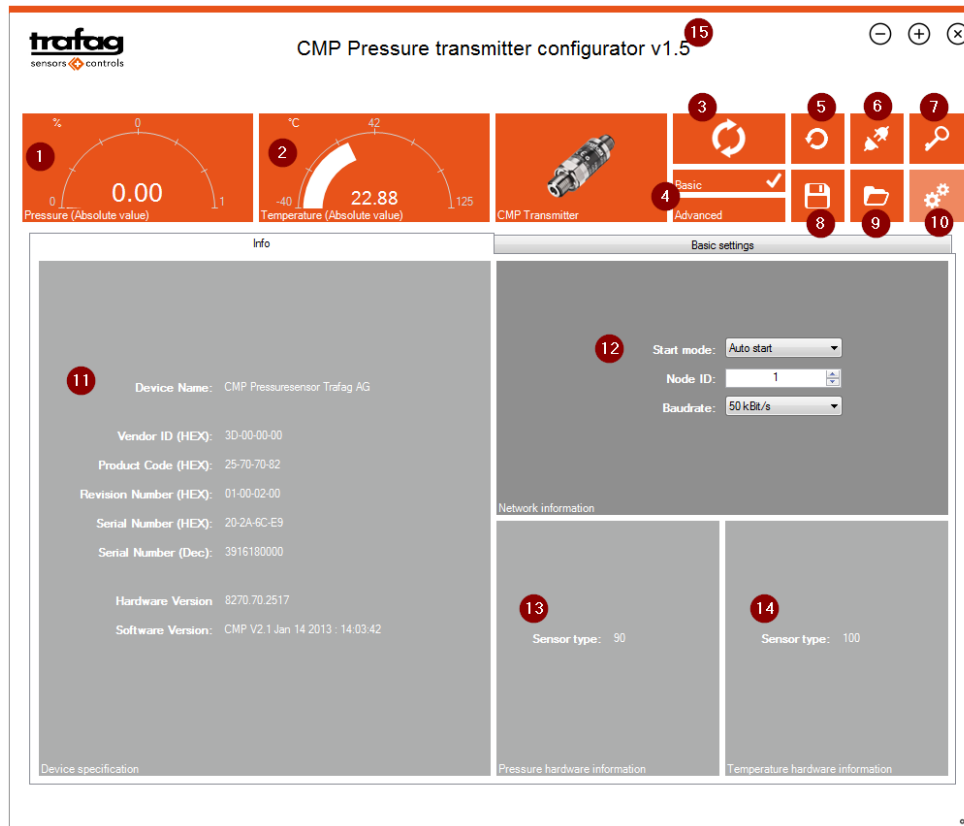 trafag
sensors controls
CMP Pressure transmitter configurator v1.5
15
3
5
6
7
%
0
1
0.00
0
1
Pressure (Absolute value)
°C
42
2
22.88
-40
125
Temperature (Absolute value)
CMP Transmitter
Basic
4
Advanced
8
9
10
Info
Basic settings
11
Device Name: CMP Pressuresensor Trafag AG
Vendor ID (HEX): 3D-00-00-00
Product Code (HEX): 25-70-70-82
Revision Number (HEX): 01-00-02-00
Serial Number (HEX): 20-2A-6C-E9
Serial Number (Dec): 3916180000
Hardware Version 8270.70.2517
Software Version: CMP V2.1 Jan 14 2013 : 14:03:42
Device specification
12
Start mode: Auto start
Node ID: 1
Baudrate: 50 kBit/s
Network information
13
Sensor type: 90
Pressure hardware information
14
Sensor type: 100
Temperature hardware information